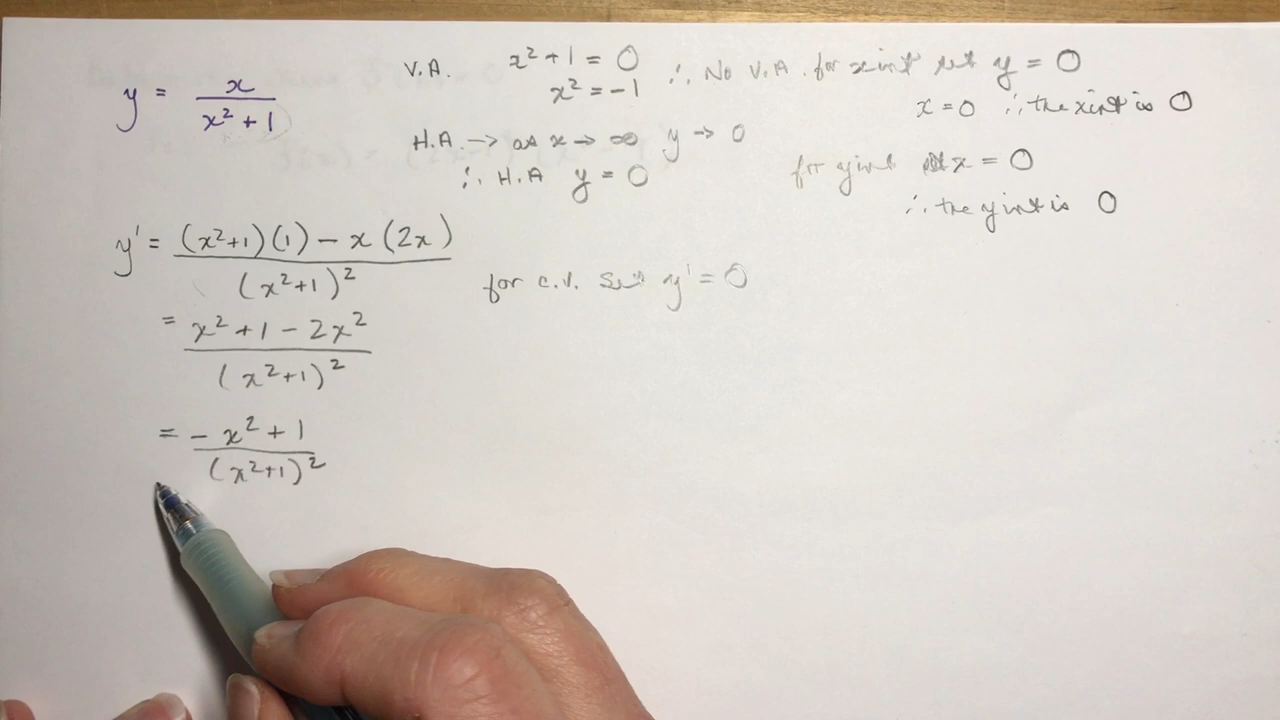 y = x / (x² + 1)
V.A. x² + 1 = 0
x² = -1
∴ No V.A.
for x int set y = 0
x = 0 ∴ the x int is 0
H.A. → as x → ∞ y → 0
∴ H.A y = 0
for y int set x = 0
∴ the y int is 0
y' = (x²+1)(1) - x(2x) / (x²+1)²
for c.v. set y' = 0
= x² + 1 - 2x² / (x²+1)²
= - x² + 1 / (x²+1)²